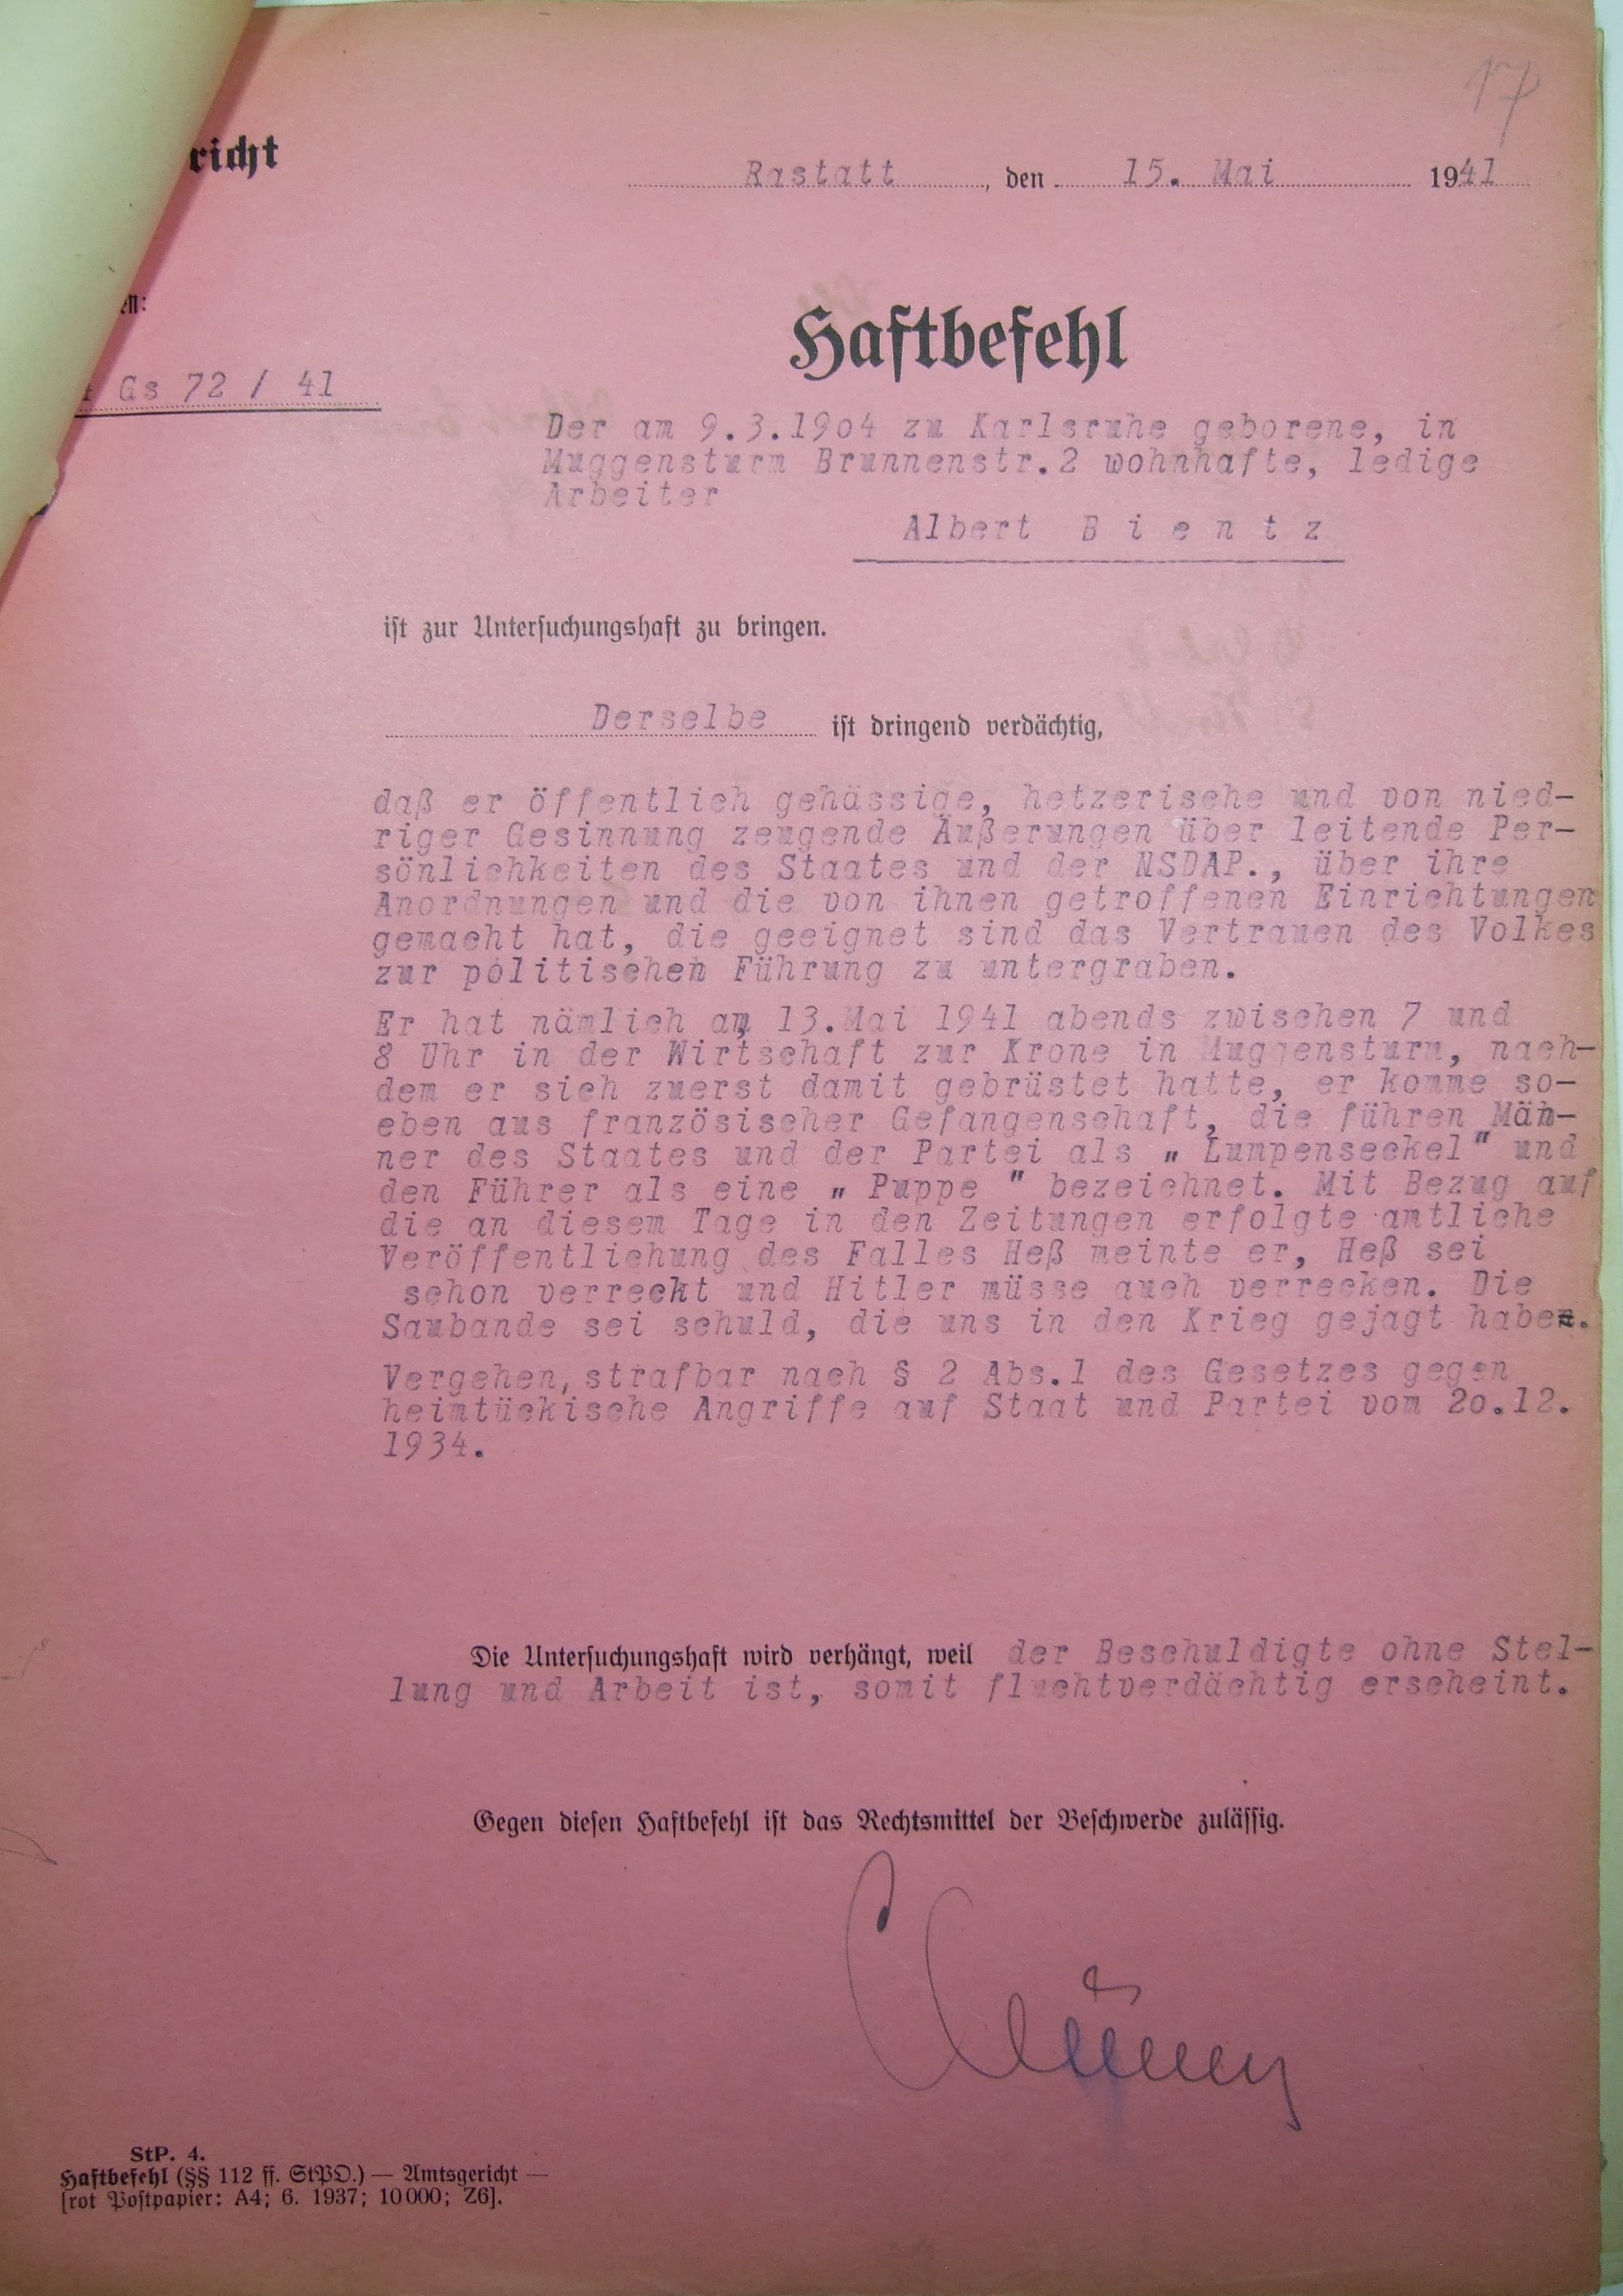 17
richt
Rastatt, den 15. Mai 1941
en:
Haftbefehl
Gs 72 / 41
Der am 9.3.19o4 zu Karlsruhe geborene, in
Muggensturm Brunnenstr.2 wohnhafte, ledige
Arbeiter
Albert B i e n t z
ist zur Untersuchungshaft zu bringen.
Derselbe ist dringend verdächtig,
daß er öffentlich gehässige, hetzerische und von nied-
riger Gesinnung zeugende Äußerungen über leitende Per-
sönlichkeiten des Staates und der NSDAP., über ihre
Anordnungen und die von ihnen getroffenen Einrichtungen
gemacht hat, die geeignet sind das Vertrauen des Volkes
zur politischen Führung zu untergraben.
Er hat nämlich am 13.Mai 1941 abends zwischen 7 und
8 Uhr in der Wirtschaft zur Krone in Muggensturm, nach-
dem er sich zuerst damit gebrüstet hatte, er komme so-
eben aus französischer Gefangenschaft, die führen Män-
ner des Staates und der Partei als „ Lumpenseckel" und
den Führer als eine „ Puppe " bezeichnet. Mit Bezug auf
die an diesem Tage in den Zeitungen erfolgte amtliche
Veröffentlichung des Falles Heß meinte er, Heß sei
schon verreckt und Hitler müsse auch verrecken. Die
Saubande sei schuld, die uns in den Krieg gejagt haben.
Vergehen, strafbar nach § 2 Abs.1 des Gesetzes gegen
heimtückische Angriffe auf Staat und Partei vom 2o.12.
1934.
Die Untersuchungshaft wird verhängt, weil der Beschuldigte ohne Stel-
lung und Arbeit ist, somit fluchtverdächtig erscheint.
Gegen diesen Haftbefehl ist das Rechtsmittel der Beschwerde zulässig.
StP. 4.
Haftbefehl (§§ 112 ff. StPO.) — Amtsgericht —
[rot Postpapier: A4; 6. 1937; 10000; Z6].